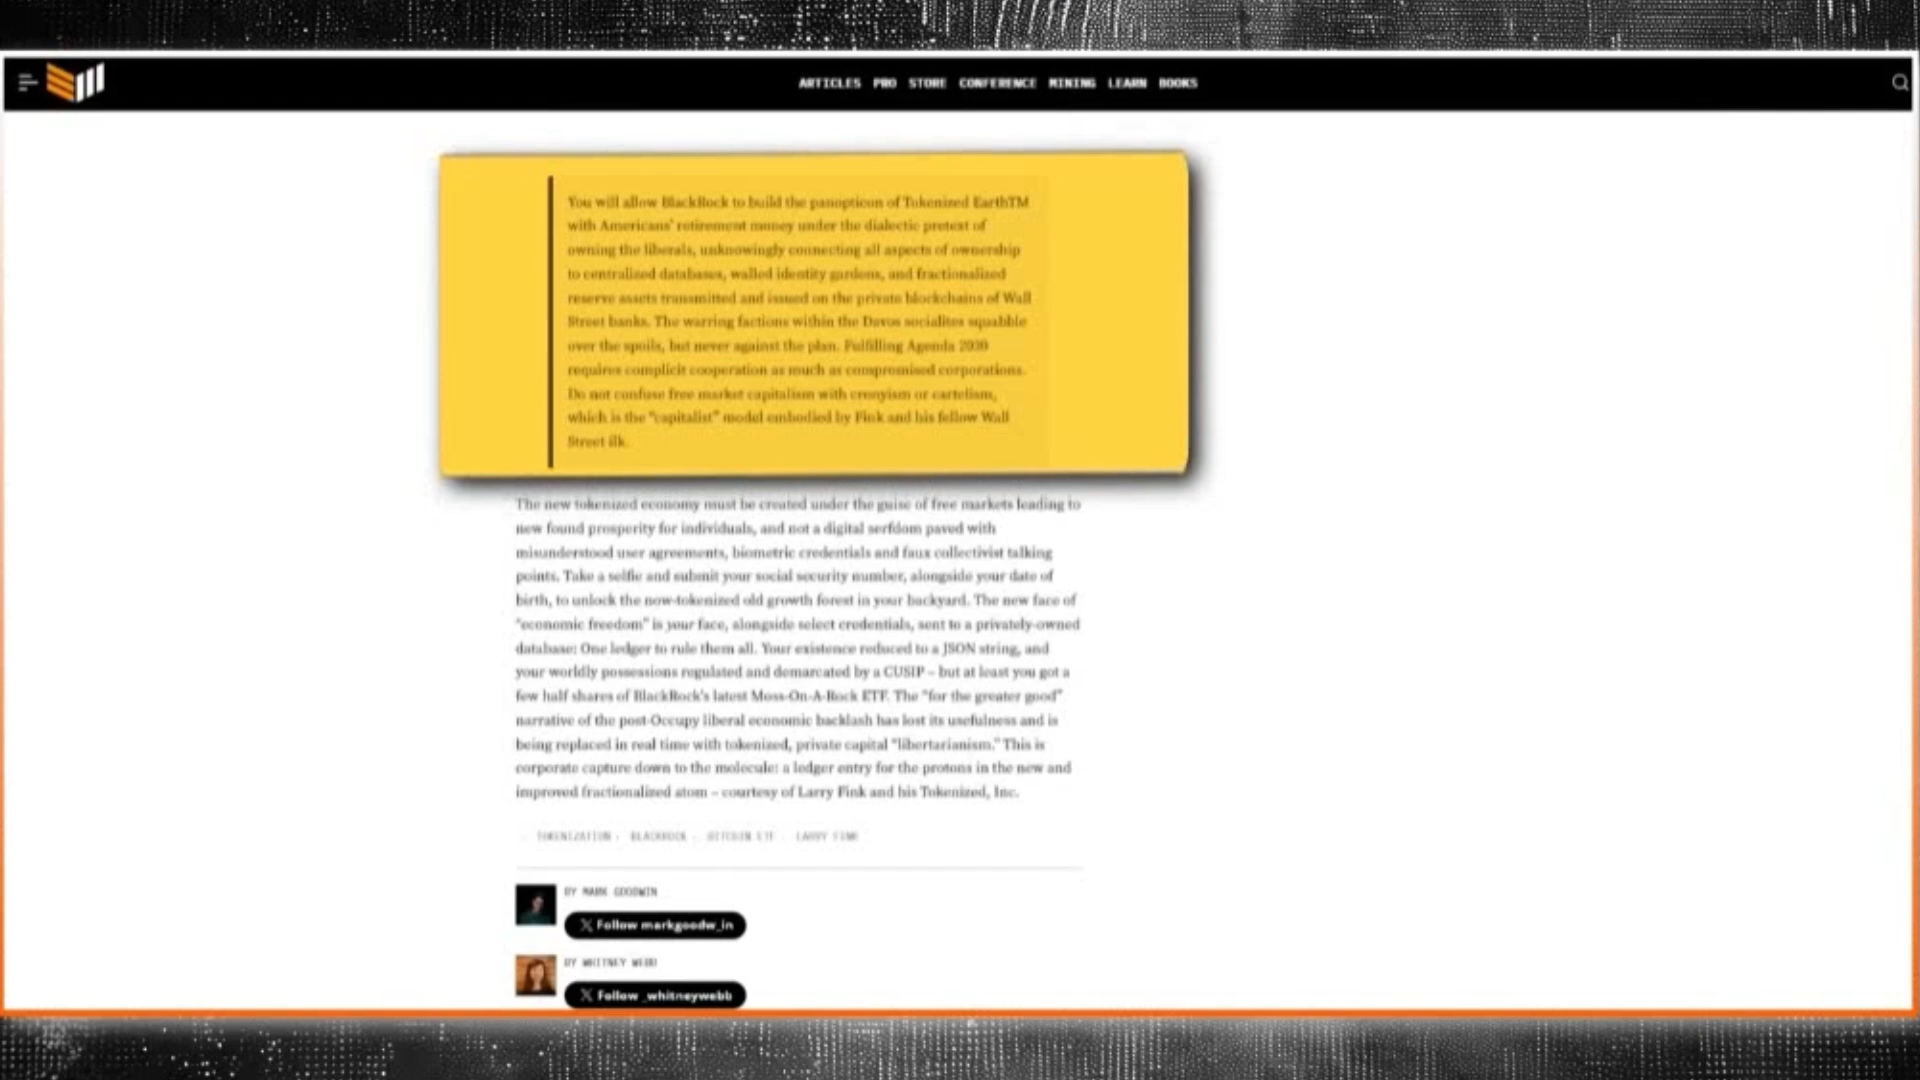 ARTICLES PRO STORE CONFERENCE MINING LEARN BOOKS
You will allow BlackRock to build the panopticon of Tokenized EarthTM
with Americans' retirement money under the dialectic pretext of
owning the liberals, unknowingly connecting all aspects of ownership
to centralized databases, walled identity gardens, and fractionalized
reserve assets transmitted and issued on the private blockchains of Wall
Street banks. The warring factions within the Davos socialites squabble
over the spoils, but never against the plan. Fulfilling Agenda 2030
requires complicit cooperation as much as compromised corporations.
Do not confuse free market capitalism with cronyism or cartelism,
which is the "capitalist" model embodied by Fink and his fellow Wall
Street ilk.
The new tokenized economy must be created under the guise of free markets leading to
new found prosperity for individuals, and not a digital serfdom paved with
misunderstood user agreements, biometric credentials and faux collectivist talking
points. Take a selfie and submit your social security number, alongside your date of
birth, to unlock the now-tokenized old growth forest in your backyard. The new face of
"economic freedom" is your face, alongside select credentials, sent to a privately-owned
database: One ledger to rule them all. Your existence reduced to a JSON string, and
your worldly possessions regulated and demarcated by a CUSIP – but at least you got a
few half shares of BlackRock's latest Moss-On-A-Rock ETF. The "for the greater good"
narrative of the post-Occupy liberal economic backlash has lost its usefulness and is
being replaced in real time with tokenized, private capital "libertarianism." This is
corporate capture down to the molecule: a ledger entry for the protons in the new and
improved fractionalized atom – courtesy of Larry Fink and his Tokenized, Inc.
TOKENIZATION · BLACKROCK · BITCOIN ETF · LARRY FINK
BY MARK GOODWIN
Follow markgoodw_in
BY WHITNEY WEBB
Follow _whitneywebb